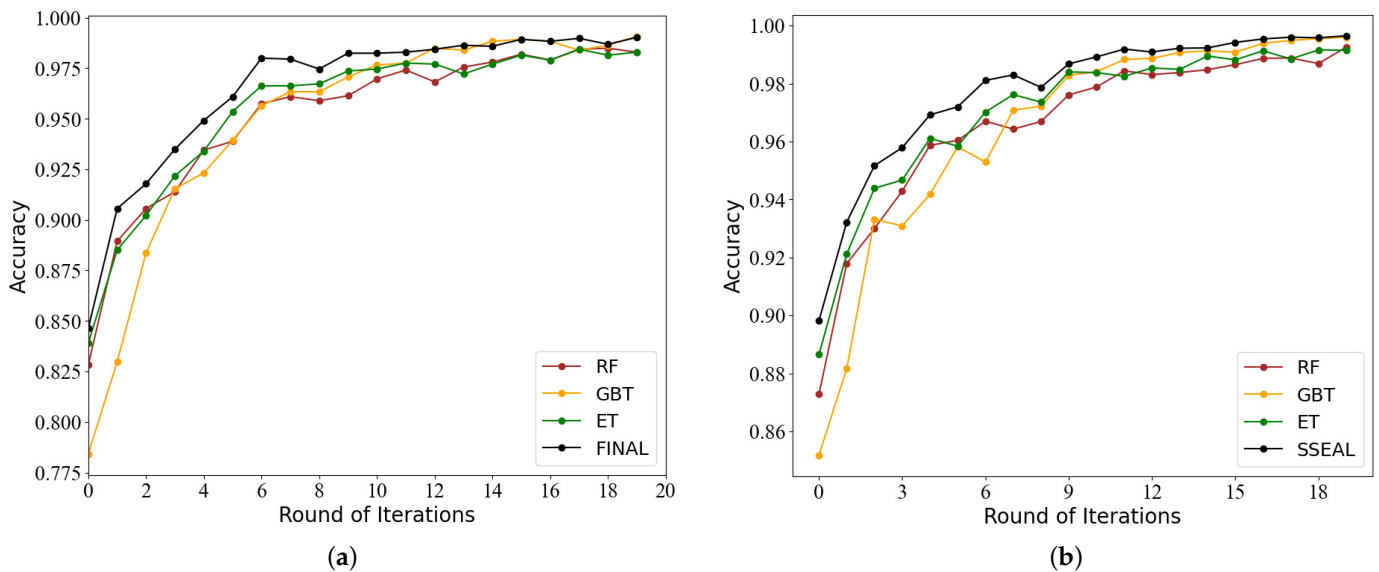 1.000
0.975
0.950
0.925
0.900
0.875
0.850
0.825
0.800
0.775
Accuracy
0 2 4 6 8 10 12 14 16 18 20
Round of Iterations
RF
GBT
ET
FINAL
(a)
1.00
0.98
0.96
0.94
0.92
0.90
0.88
0.86
Accuracy
0 3 6 9 12 15 18
Round of Iterations
RF
GBT
ET
SSEAL
(b)